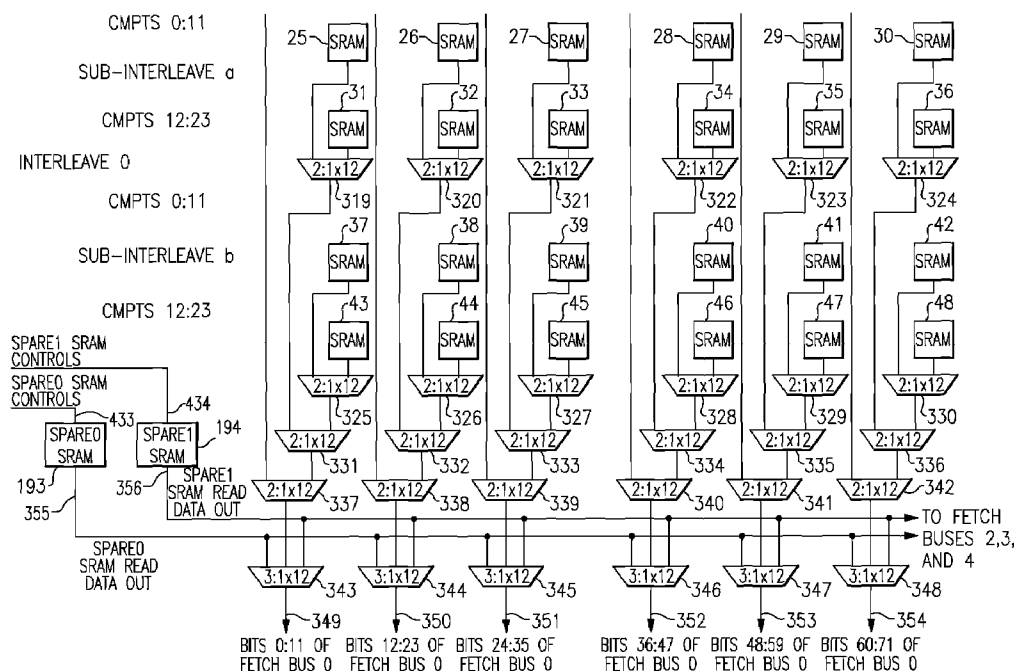 CMPTS 0:11
25 SRAM 26 SRAM 27 SRAM 28 SRAM 29 SRAM 30 SRAM
SUB-INTERLEAVE a
31 32 33 34 35 36
CMPTS 12:23
SRAM SRAM SRAM SRAM SRAM SRAM
INTERLEAVE 0
2:1x12 2:1x12 2:1x12 2:1x12 2:1x12 2:1x12
CMPTS 0:11
319 320 321 322 323 324
37 38 39 40 41 42
SUB-INTERLEAVE b
SRAM SRAM SRAM SRAM SRAM SRAM
CMPTS 12:23
43 44 45 46 47 48
SRAM SRAM SRAM SRAM SRAM SRAM
SPARE1 SRAM
CONTROLS
SPARE0 SRAM
CONTROLS
2:1x12 2:1x12 2:1x12 2:1x12 2:1x12 2:1x12
433 434
325 326 327 328 329 330
SPARE0
SRAM
SPARE1
SRAM
194
2:1x12 2:1x12 2:1x12 2:1x12 2:1x12 2:1x12
193 356
331 332 333 334 335 336
355
SPARE1
SRAM READ
DATA OUT
2:1x12 2:1x12 2:1x12 2:1x12 2:1x12 2:1x12
337 338 339 340 341 342
TO FETCH
BUSES 2,3,
AND 4
SPARE0
SRAM READ
DATA OUT
3:1x12 3:1x12 3:1x12 3:1x12 3:1x12 3:1x12
343 344 345 346 347 348
349 350 351 352 353 354
BITS 0:11 OF BITS 12:23 OF BITS 24:35 OF BITS 36:47 OF BITS 48:59 OF BITS 60:71 OF
FETCH BUS 0 FETCH BUS 0 FETCH BUS 0 FETCH BUS 0 FETCH BUS 0 FETCH BUS 0